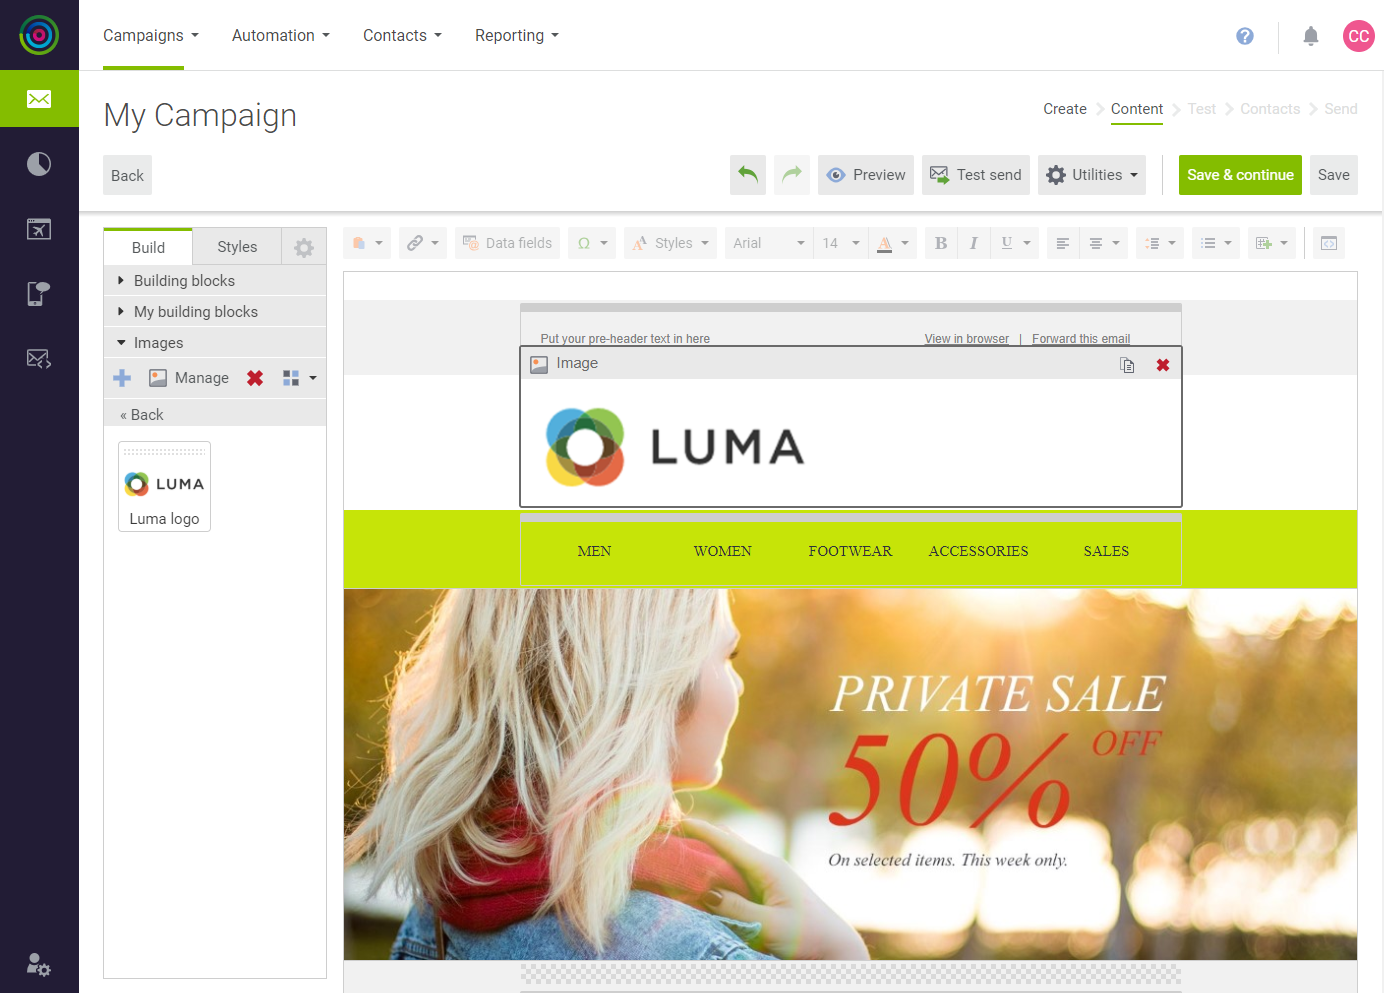 Campaigns
Automation
Contacts
Reporting
?
CC
My Campaign
Create
Content
Test
Contacts
Send
Back
Preview
Test send
Utilities
Save & continue
Save
Build
Styles
Data fields
Ω
Styles
Arial
14
A
B
I
U
Building blocks
My building blocks
Images
Manage
« Back
LUMA
Luma logo
Put your pre-header text in here
View in browser | Forward this email
Image
LUMA
MEN WOMEN FOOTWEAR ACCESSORIES SALES
PRIVATE SALE
50% OFF
On selected items. This week only.